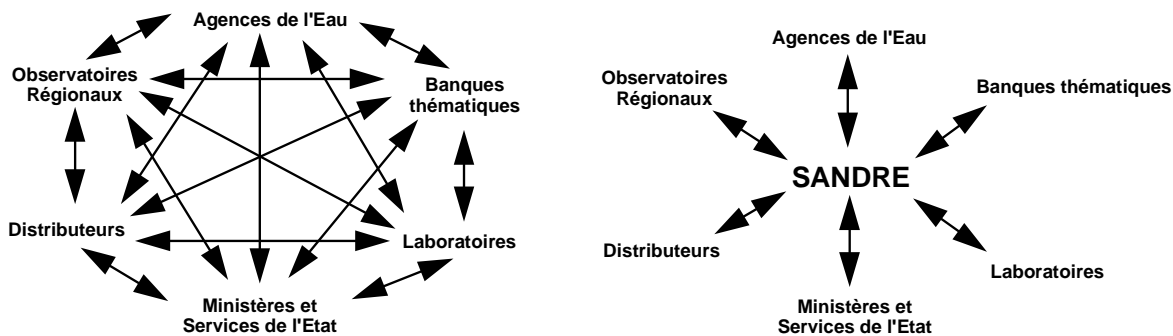 Agences de l'Eau
Observatoires
Régionaux
Banques
thématiques
Distributeurs
Laboratoires
Ministères et
Services de l'Etat
Agences de l'Eau
Observatoires
Régionaux
Banques thématiques
SANDRE
Distributeurs
Laboratoires
Ministères et
Services de l'Etat